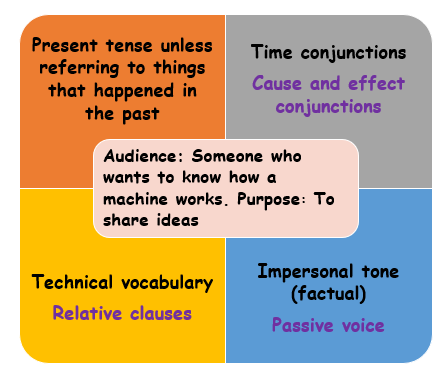 Present tense unless
referring to things
that happened in
the past
Time conjunctions
Cause and effect
conjunctions
Audience: Someone who
wants to know how a
machine works. Purpose: To
share ideas
Technical vocabulary
Relative clauses
Impersonal tone
(factual)
Passive voice